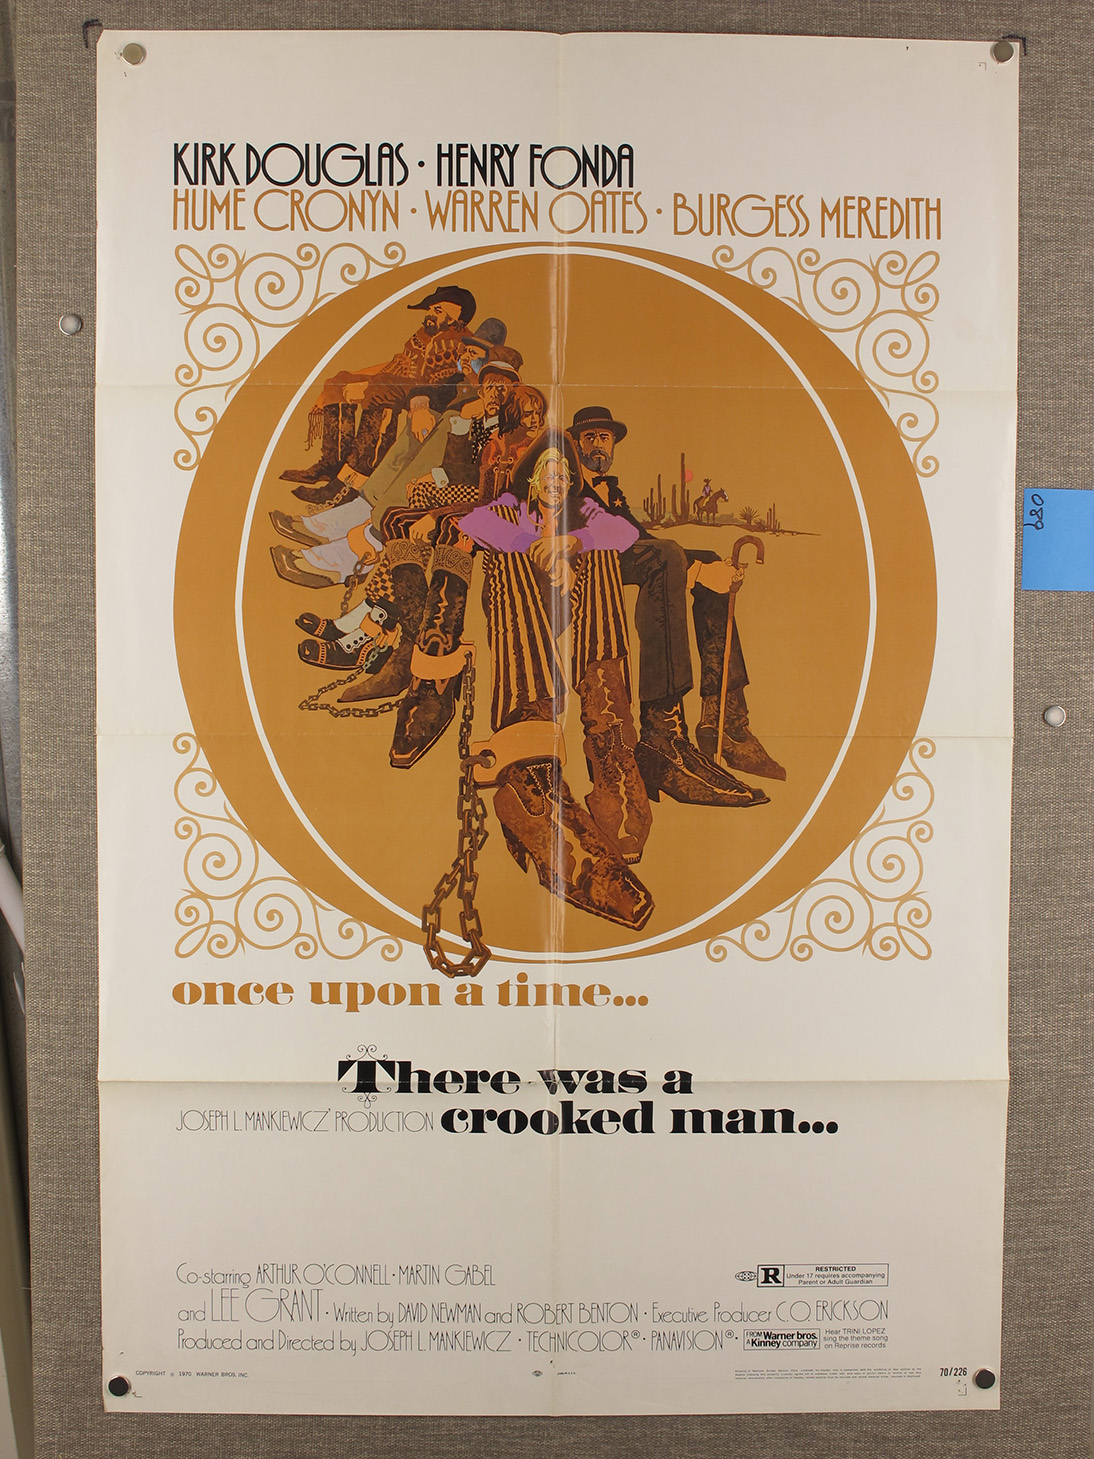 KIRK DOUGLAS · HENRY FONDA
HUME CRONYN · WARREN OATES · BURGESS MEREDITH
once upon a time...
There was a
JOSEPH L. MANKIEWICZ' PRODUCTION crooked man...
Co-starring ARTHUR O'CONNELL · MARTIN GABEL
and LEE GRANT · Written by DAVID NEWMAN and ROBERT BENTON · Executive Producer C.O. ERICKSON
Produced and Directed by JOSEPH L. MANKIEWICZ · TECHNICOLOR® · PANAVISION® ·
R RESTRICTED
Under 17 requires accompanying
Parent or Adult Guardian
FROM Warner bros.
A Kinney company
Hear TRINI LOPEZ
sing the theme song
on Reprise records
COPYRIGHT © 1970 WARNER BROS. INC.
70/226
680